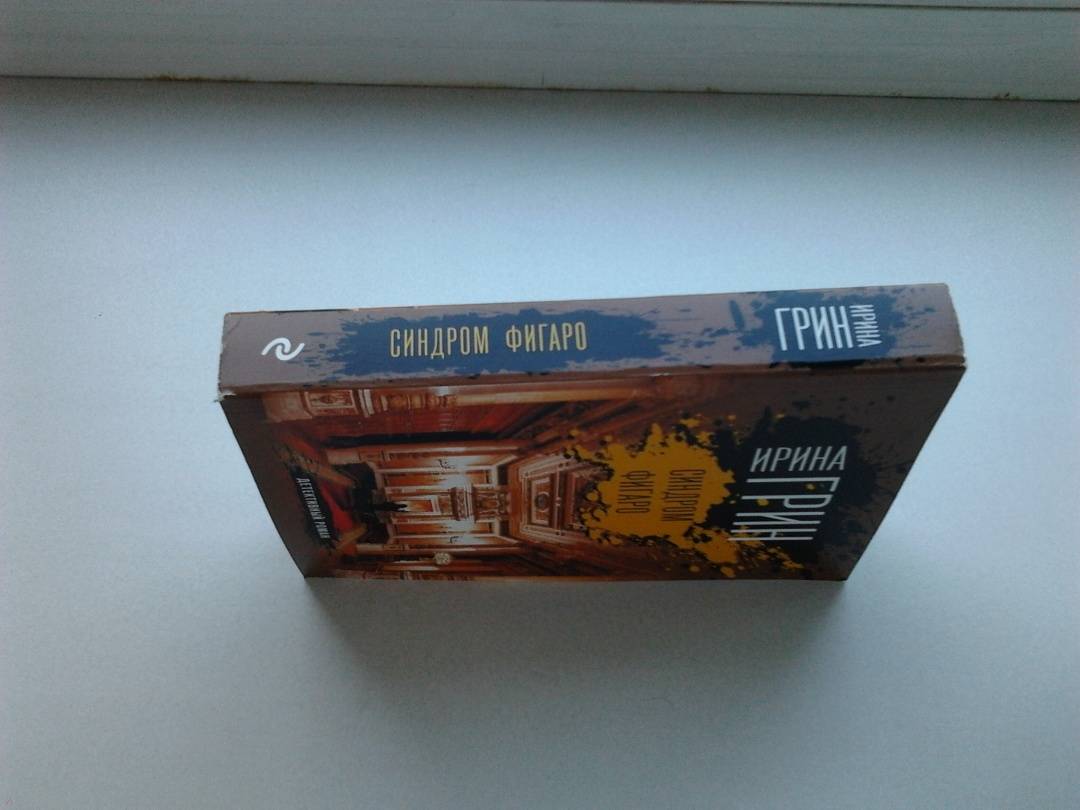 СИНДРОМ ФИГАРО
ИРИНА
ГРИН
ИРИНА
ГРИН
СИНДРОМ
ФИГАРО
ДЕТЕКТИВНЫЙ РОМАН